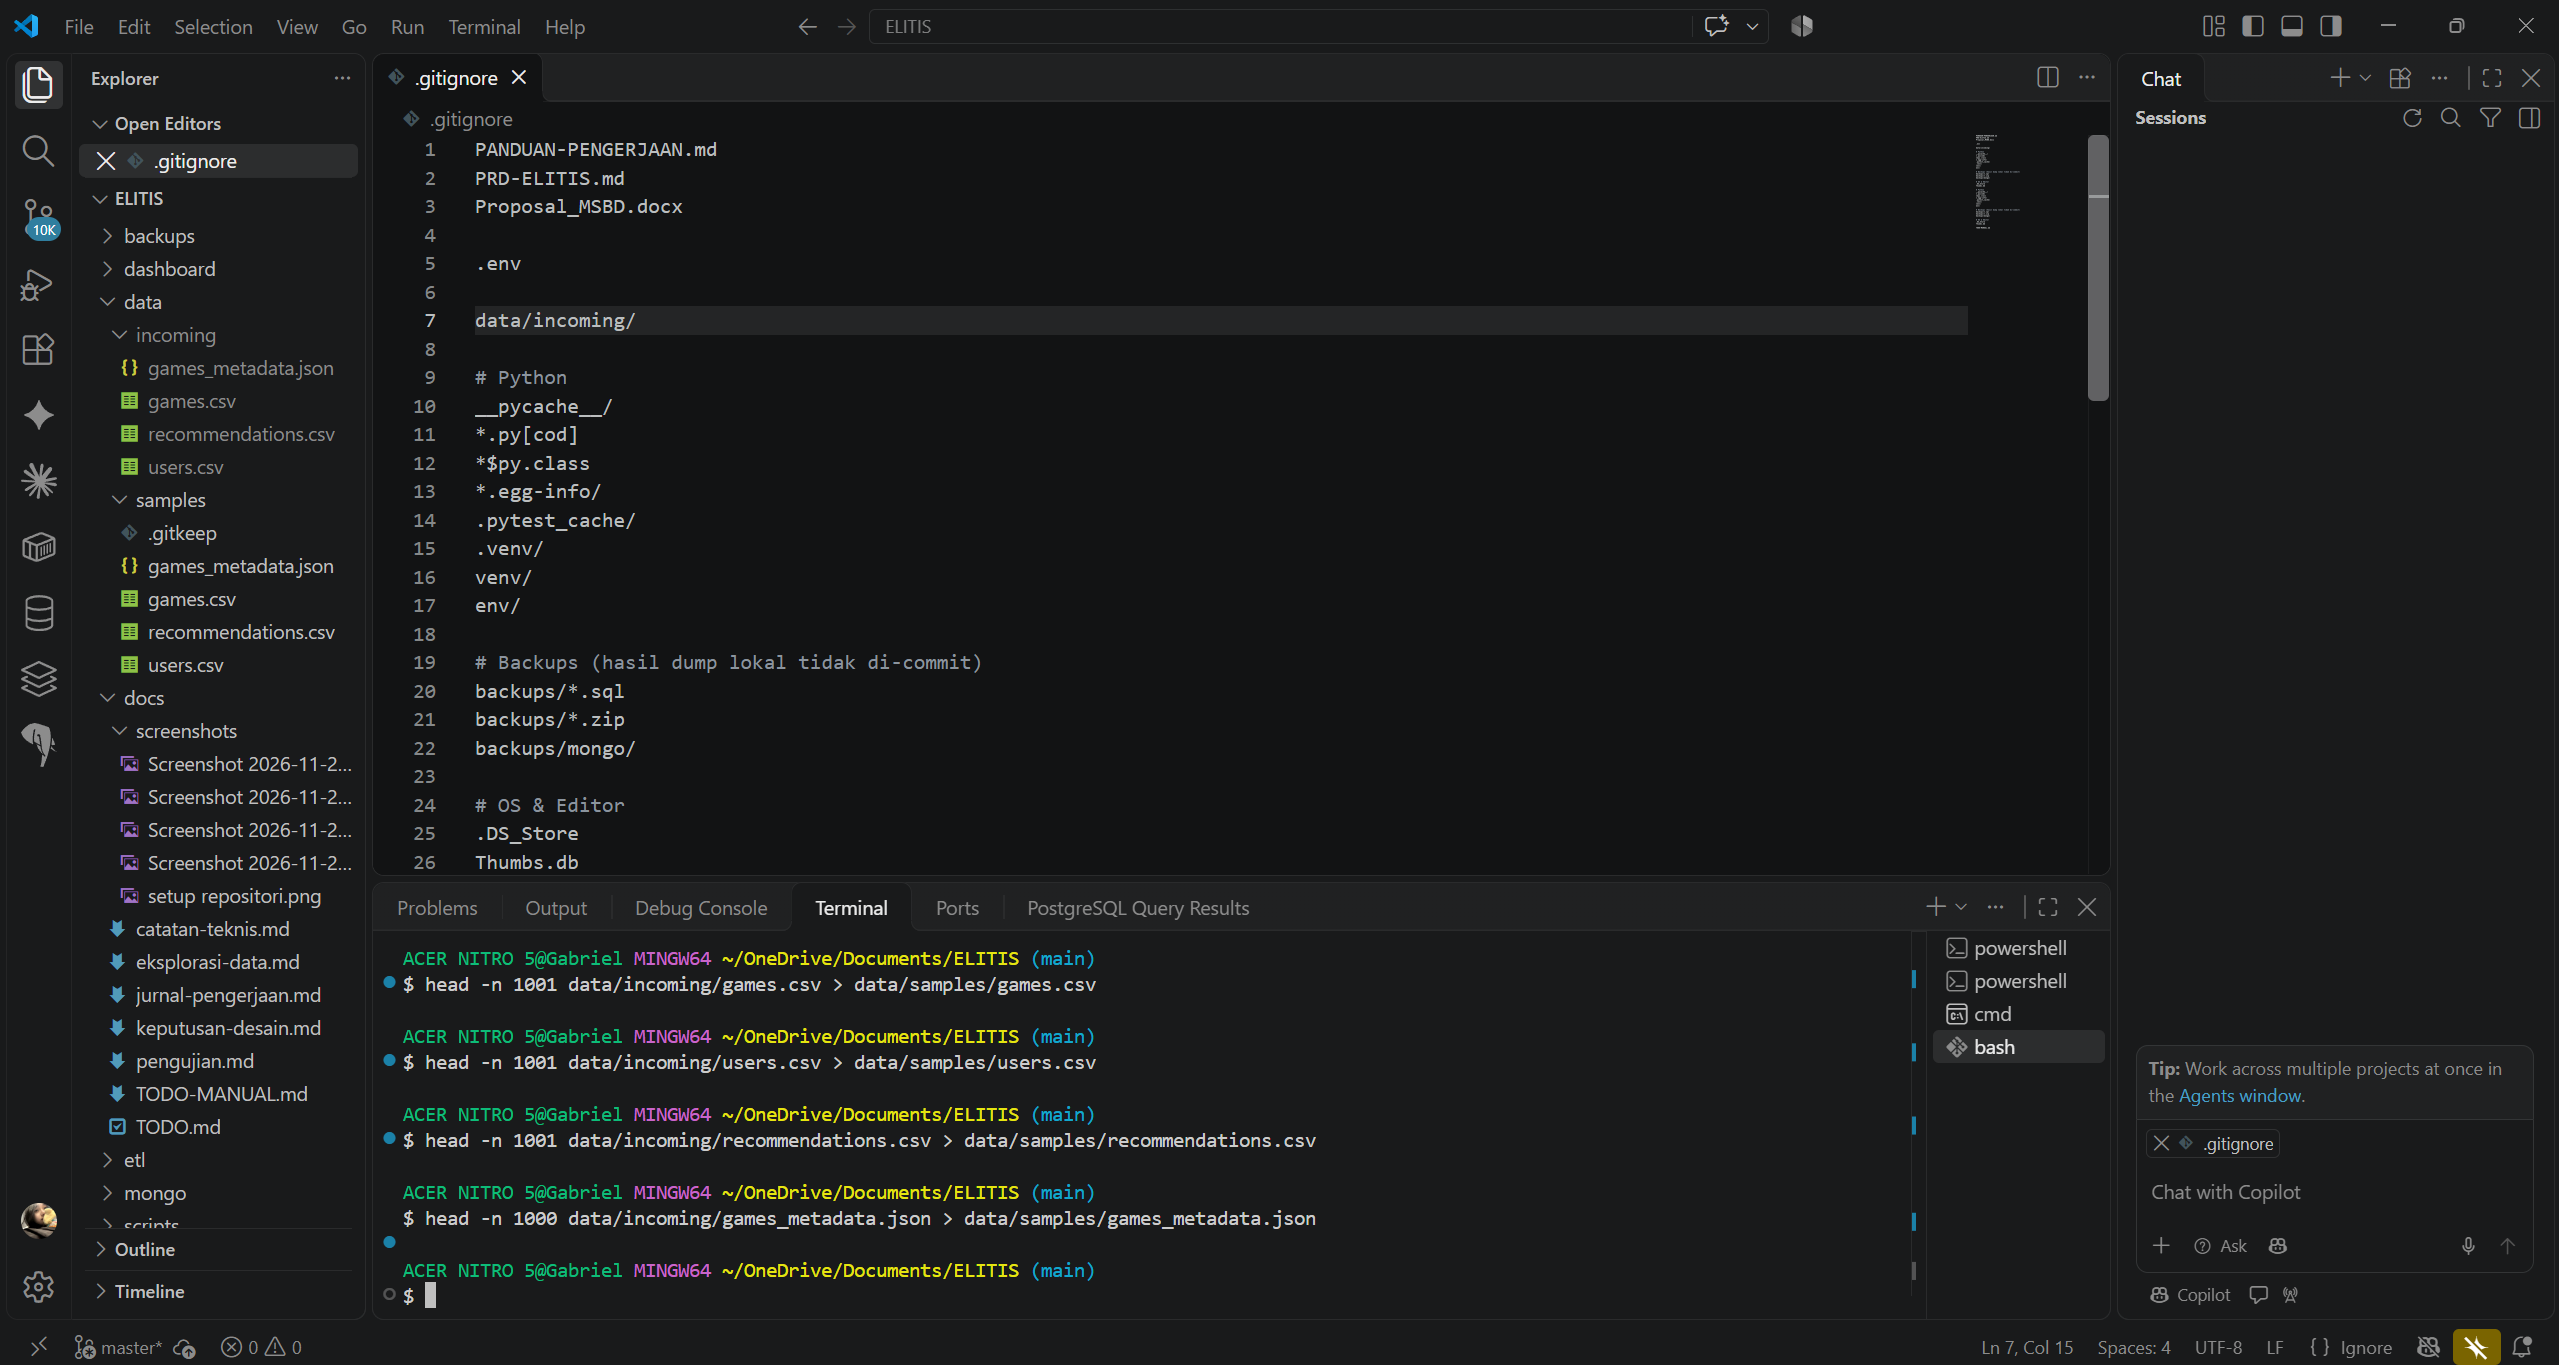 File Edit Selection View Go Run Terminal Help
ELITIS
Explorer
Open Editors
.gitignore
ELITIS
backups
dashboard
data
incoming
games_metadata.json
games.csv
recommendations.csv
users.csv
samples
.gitkeep
games_metadata.json
games.csv
recommendations.csv
users.csv
docs
screenshots
Screenshot 2026-11-2...
Screenshot 2026-11-2...
Screenshot 2026-11-2...
Screenshot 2026-11-2...
setup repositori.png
catatan-teknis.md
eksplorasi-data.md
jurnal-pengerjaan.md
keputusan-desain.md
pengujian.md
TODO-MANUAL.md
TODO.md
etl
mongo
scripts
Outline
Timeline
10K
.gitignore
.gitignore
1 PANDUAN-PENGERJAAN.md
2 PRD-ELITIS.md
3 Proposal_MSBD.docx
4
5 .env
6
7 data/incoming/
8
9 # Python
10 __pycache__/
11 *.py[cod]
12 *$py.class
13 *.egg-info/
14 .pytest_cache/
15 .venv/
16 venv/
17 env/
18
19 # Backups (hasil dump lokal tidak di-commit)
20 backups/*.sql
21 backups/*.zip
22 backups/mongo/
23
24 # OS & Editor
25 .DS_Store
26 Thumbs.db
Problems Output Debug Console Terminal Ports PostgreSQL Query Results
ACER NITRO 5@Gabriel MINGW64 ~/OneDrive/Documents/ELITIS (main)
$ head -n 1001 data/incoming/games.csv > data/samples/games.csv
ACER NITRO 5@Gabriel MINGW64 ~/OneDrive/Documents/ELITIS (main)
$ head -n 1001 data/incoming/users.csv > data/samples/users.csv
ACER NITRO 5@Gabriel MINGW64 ~/OneDrive/Documents/ELITIS (main)
$ head -n 1001 data/incoming/recommendations.csv > data/samples/recommendations.csv
ACER NITRO 5@Gabriel MINGW64 ~/OneDrive/Documents/ELITIS (main)
$ head -n 1000 data/incoming/games_metadata.json > data/samples/games_metadata.json
ACER NITRO 5@Gabriel MINGW64 ~/OneDrive/Documents/ELITIS (main)
$
powershell
powershell
cmd
bash
Chat
Sessions
Tip: Work across multiple projects at once in
the Agents window.
.gitignore
Chat with Copilot
Ask
Copilot
master* 0 0
Ln 7, Col 15 Spaces: 4 UTF-8 LF { } Ignore